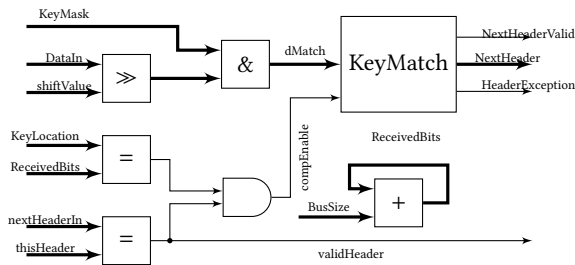 KeyMask
DataIn
shiftValue
≫
&
dMatch
KeyMatch
NextHeaderValid
NextHeader
HeaderException
KeyLocation
ReceivedBits
=
compEnable
ReceivedBits
BusSize
+
nextHeaderIn
thisHeader
=
validHeader